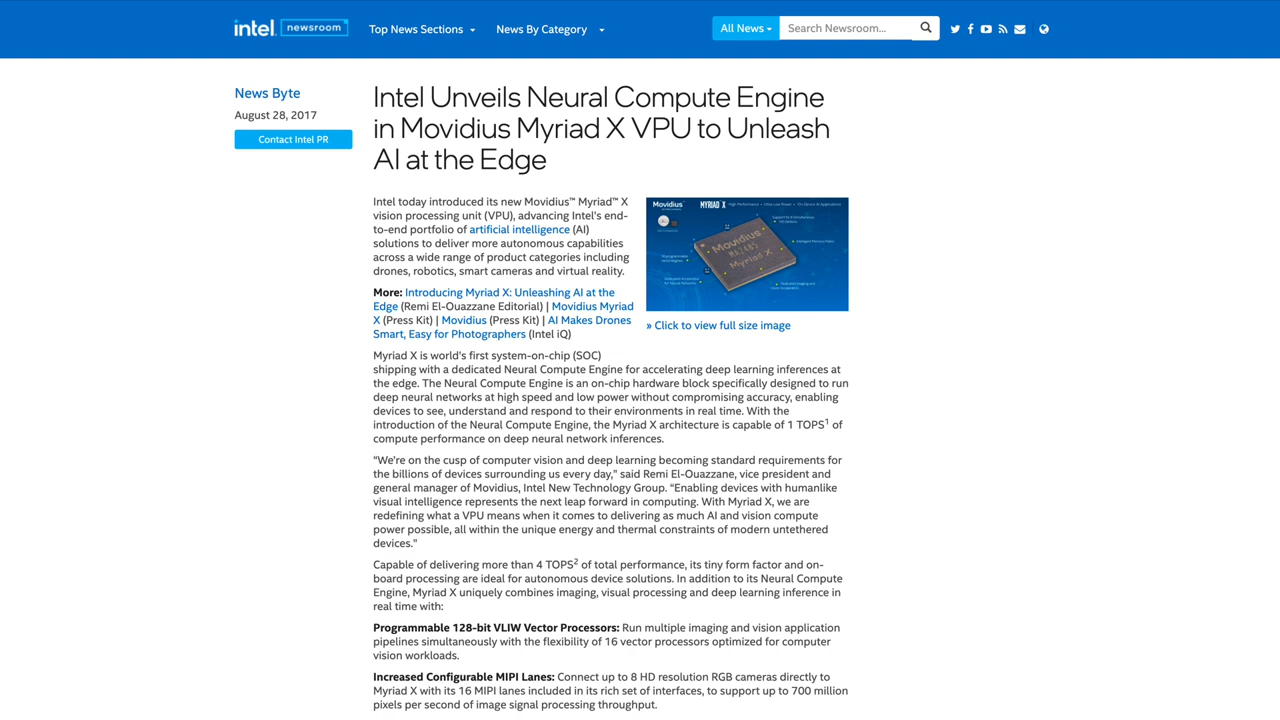 intel newsroom
Top News Sections
News By Category
All News
Search Newsroom...
News Byte
August 28, 2017
Contact Intel PR
Intel Unveils Neural Compute Engine
in Movidius Myriad X VPU to Unleash
AI at the Edge
Intel today introduced its new Movidius™ Myriad™ X
vision processing unit (VPU), advancing Intel's end-
to-end portfolio of artificial intelligence (AI)
solutions to deliver more autonomous capabilities
across a wide range of product categories including
drones, robotics, smart cameras and virtual reality.
Movidius
MYRIAD X
Movidius
Myriad X
» Click to view full size image
More: Introducing Myriad X: Unleashing AI at the
Edge (Remi El-Ouazzane Editorial) | Movidius Myriad
X (Press Kit) | Movidius (Press Kit) | AI Makes Drones
Smart, Easy for Photographers (Intel iQ)
Myriad X is world's first system-on-chip (SOC)
shipping with a dedicated Neural Compute Engine for accelerating deep learning inferences at
the edge. The Neural Compute Engine is an on-chip hardware block specifically designed to run
deep neural networks at high speed and low power without compromising accuracy, enabling
devices to see, understand and respond to their environments in real time. With the
introduction of the Neural Compute Engine, the Myriad X architecture is capable of 1 TOPS¹ of
compute performance on deep neural network inferences.
“We're on the cusp of computer vision and deep learning becoming standard requirements for
the billions of devices surrounding us every day,” said Remi El-Ouazzane, vice president and
general manager of Movidius, Intel New Technology Group. “Enabling devices with humanlike
visual intelligence represents the next leap forward in computing. With Myriad X, we are
redefining what a VPU means when it comes to delivering as much AI and vision compute
power possible, all within the unique energy and thermal constraints of modern untethered
devices.”
Capable of delivering more than 4 TOPS² of total performance, its tiny form factor and on-
board processing are ideal for autonomous device solutions. In addition to its Neural Compute
Engine, Myriad X uniquely combines imaging, visual processing and deep learning inference in
real time with:
Programmable 128-bit VLIW Vector Processors: Run multiple imaging and vision application
pipelines simultaneously with the flexibility of 16 vector processors optimized for computer
vision workloads.
Increased Configurable MIPI Lanes: Connect up to 8 HD resolution RGB cameras directly to
Myriad X with its 16 MIPI lanes included in its rich set of interfaces, to support up to 700 million
pixels per second of image signal processing throughput.